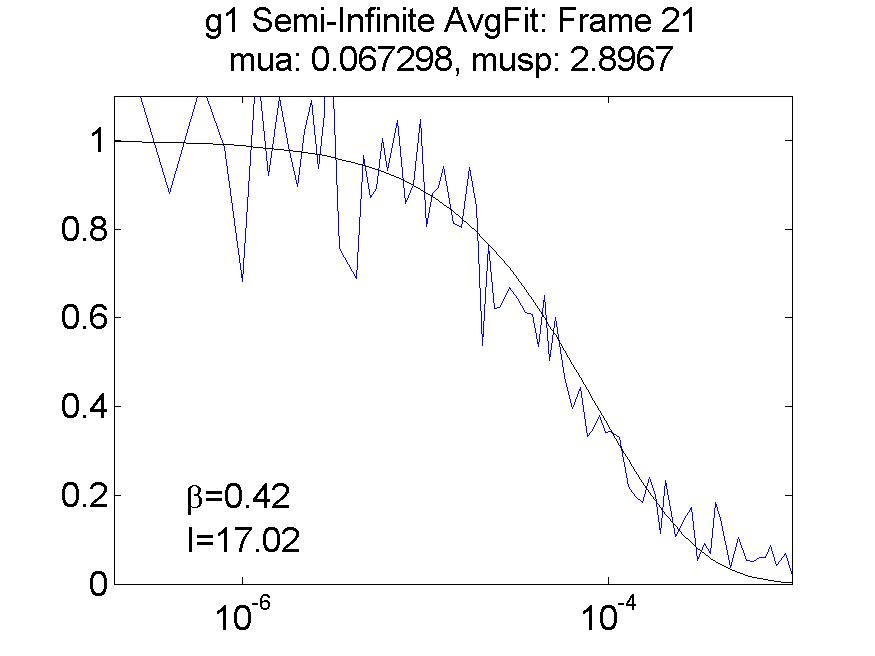 g1 Semi-Infinite AvgFit: Frame 21
mua: 0.067298, musp: 2.8967
1
0.8
0.6
0.4
0.2
0
β=0.42
I=17.02
10^-6
10^-4